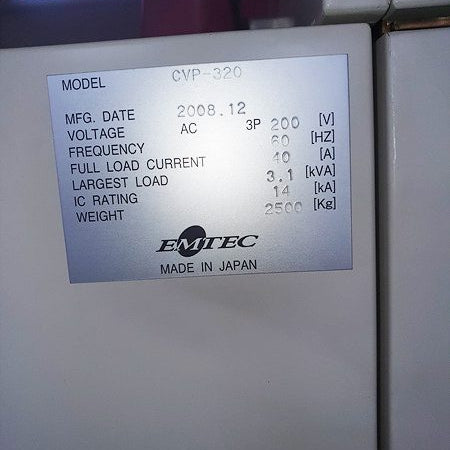 MODEL CVP-320
MFG. DATE 2008.12
VOLTAGE AC 3P 200 [V]
FREQUENCY 60 [HZ]
FULL LOAD CURRENT 40 [A]
LARGEST LOAD 3.1 [kVA]
IC RATING 14 [kA]
WEIGHT 2500 [Kg]
EMTEC
MADE IN JAPAN